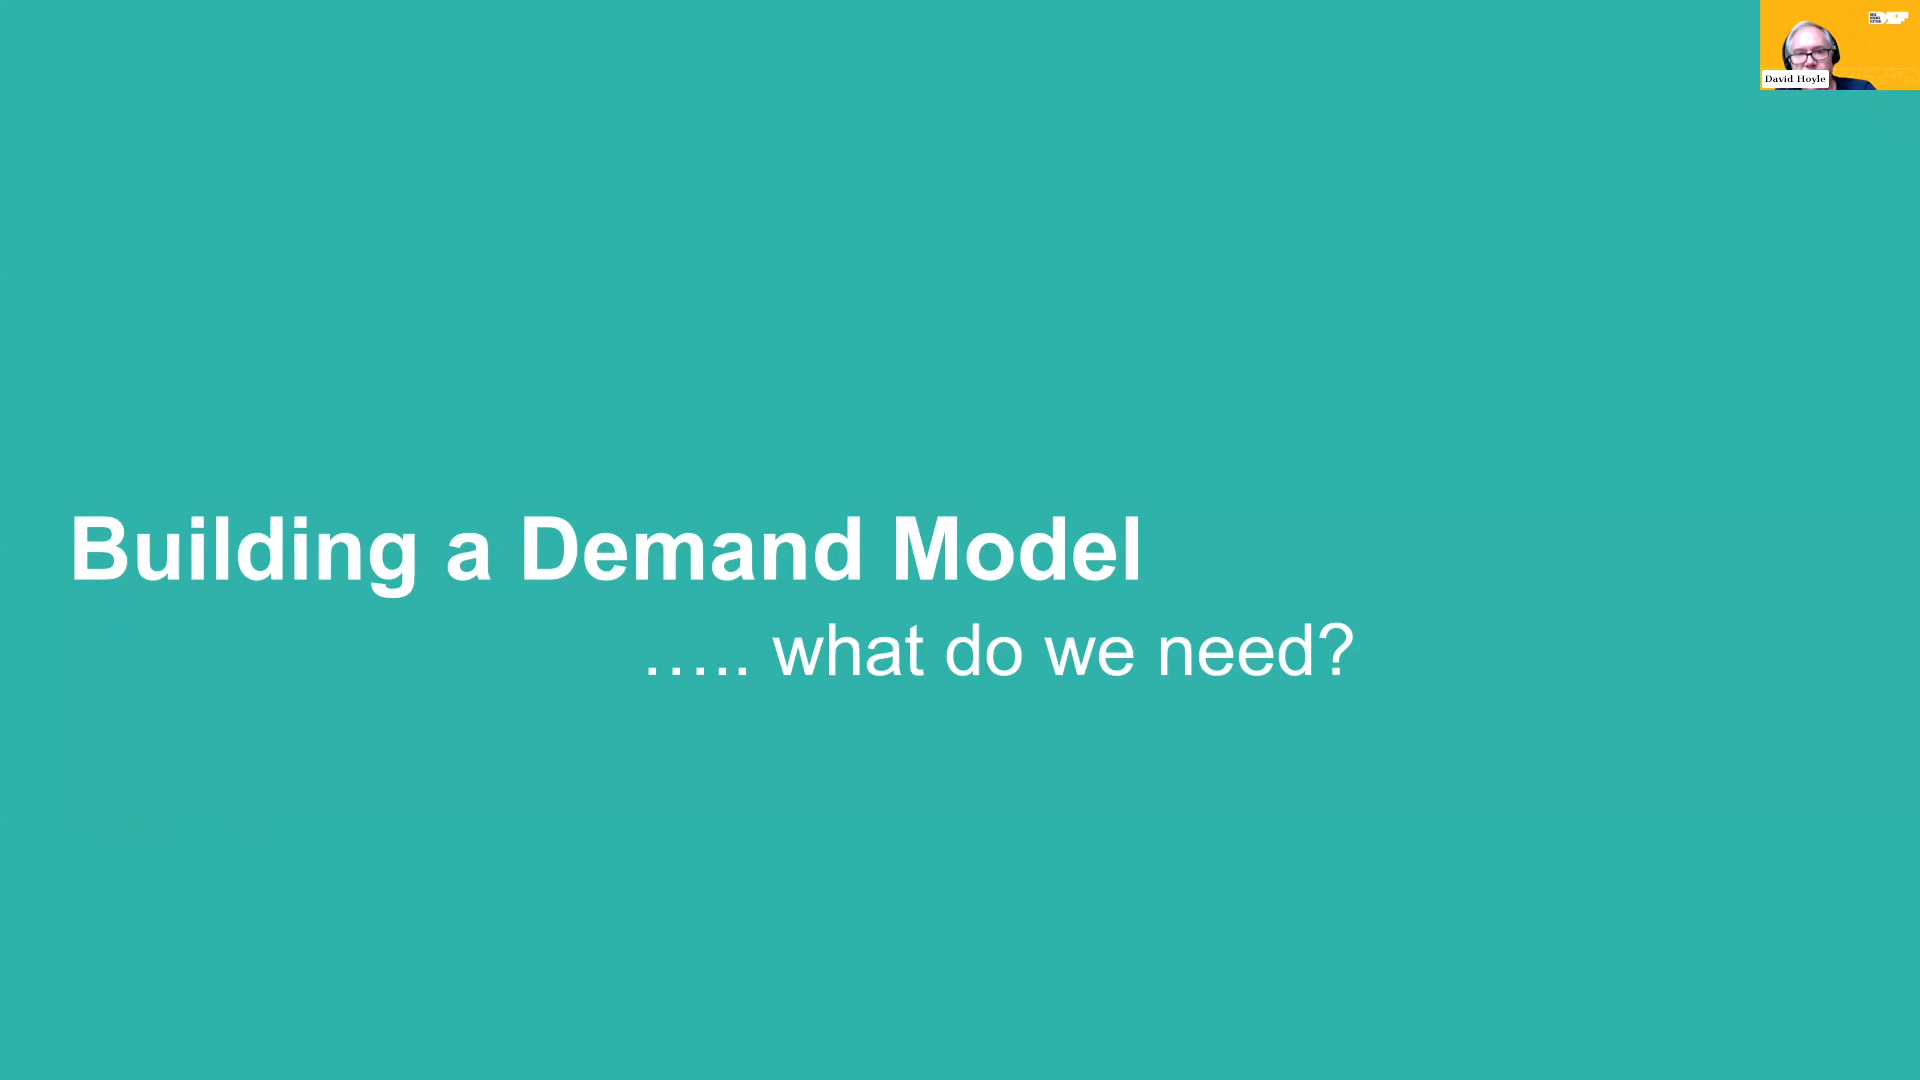 David Hoyle
Building a Demand Model
….. what do we need?